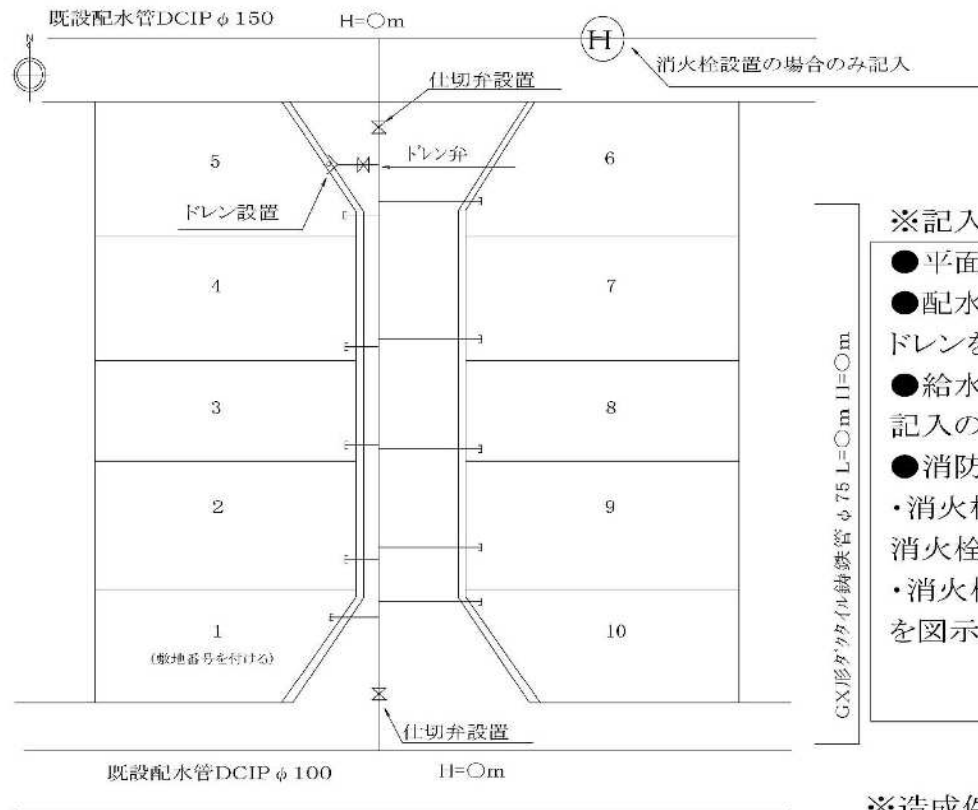 既設配水管DCIPφ150
H=○m
N
H
消火栓設置の場合のみ記入
仕切弁設置
ドレン弁
5
6
ドレン設置
4
7
3
8
2
9
1
(敷地番号を付ける)
10
仕切弁設置
既設配水管DCIPφ100
H=○m
GX形ダクタイル鋳鉄管φ75 L=○m H=○m
※記入
●平面
●配水
ドレンを
●給水
記入の
●消防
・消火栓
消火栓
・消火栓
を図示
※造成